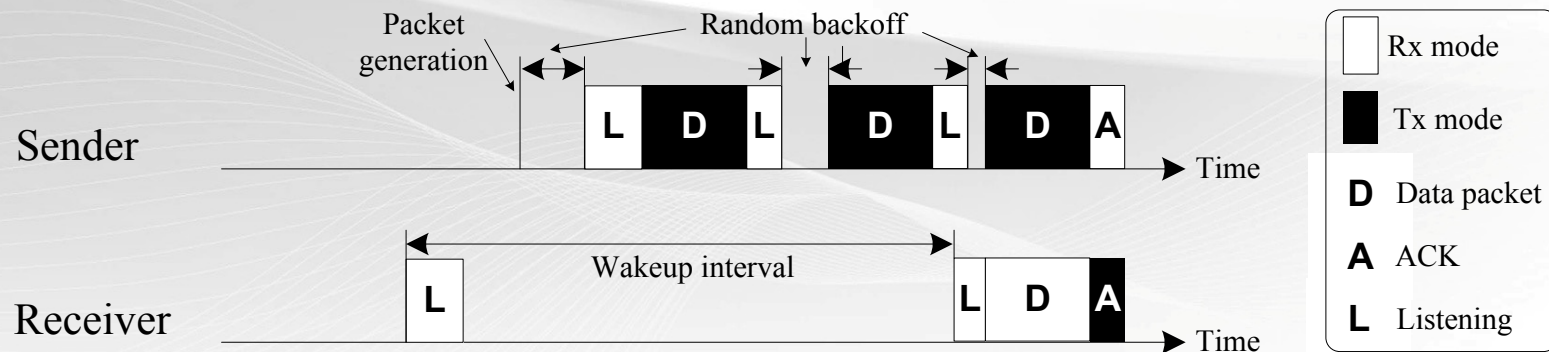 Packet
generation
Random backoff
Sender
L D L D L D A
Time
Wakeup interval
Receiver
L L D A
Time
Rx mode
Tx mode
D Data packet
A ACK
L Listening